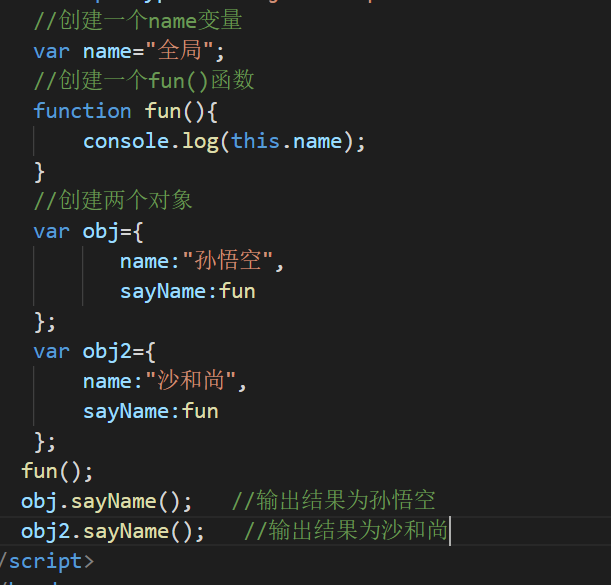 //创建一个name变量
var name="全局";
//创建一个fun()函数
function fun(){
console.log(this.name);
}
//创建两个对象
var obj={
name:"孙悟空",
sayName:fun
};
var obj2={
name:"沙和尚",
sayName:fun
};
fun();
obj.sayName();   //输出结果为孙悟空
obj2.sayName();   //输出结果为沙和尚
/script>